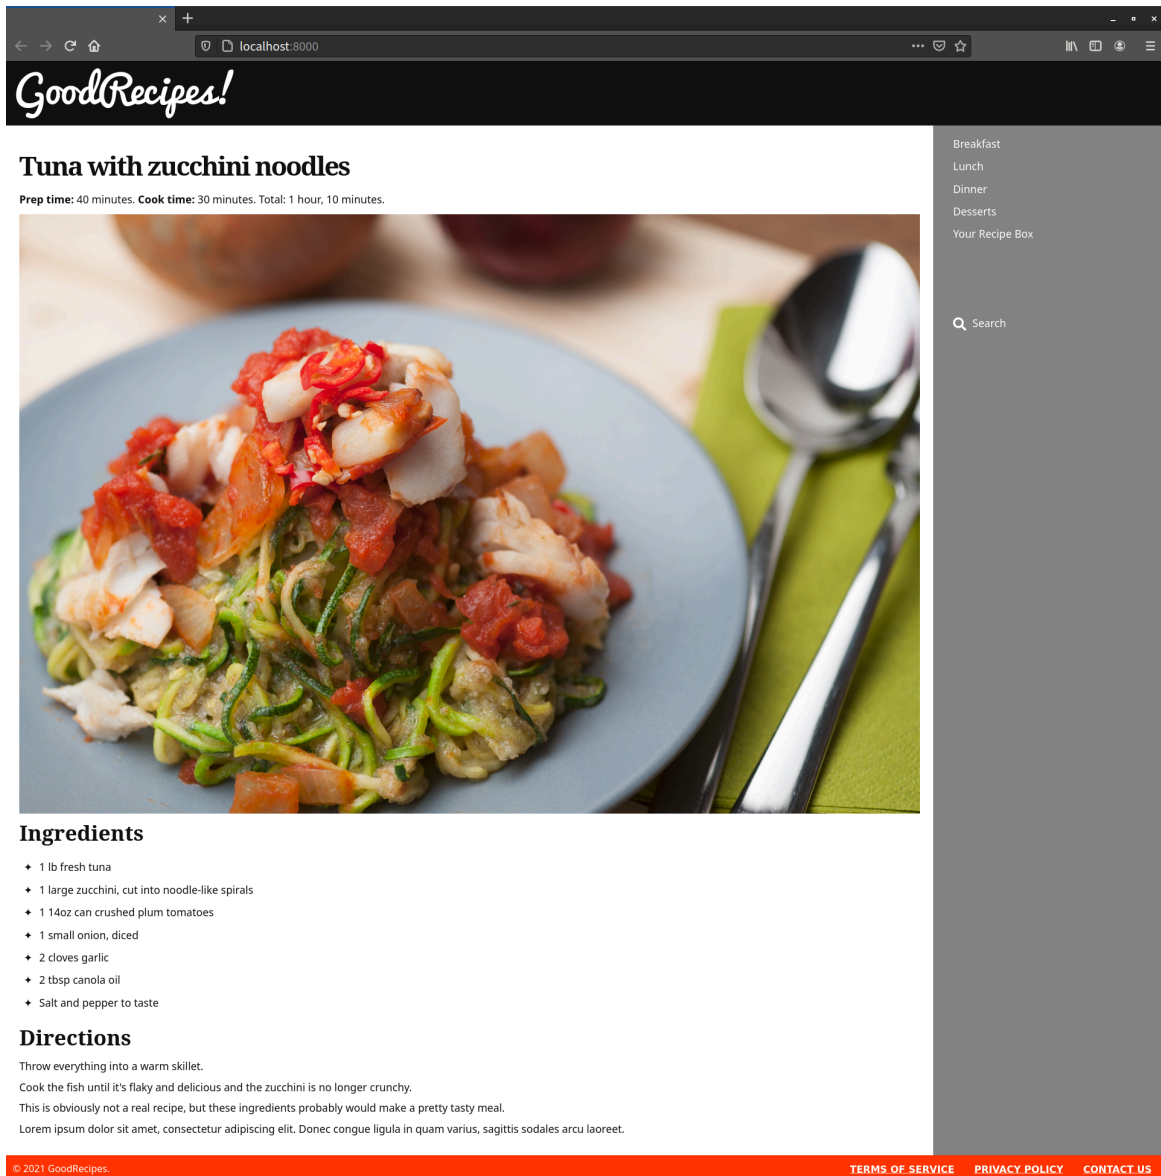 localhost:8000
GoodRecipes!
Tuna with zucchini noodles
Prep time: 40 minutes. Cook time: 30 minutes. Total: 1 hour, 10 minutes.
Ingredients
✦ 1 lb fresh tuna
✦ 1 large zucchini, cut into noodle-like spirals
✦ 1 14oz can crushed plum tomatoes
✦ 1 small onion, diced
✦ 2 cloves garlic
✦ 2 tbsp canola oil
✦ Salt and pepper to taste
Directions
Throw everything into a warm skillet.
Cook the fish until it's flaky and delicious and the zucchini is no longer crunchy.
This is obviously not a real recipe, but these ingredients probably would make a pretty tasty meal.
Lorem ipsum dolor sit amet, consectetur adipiscing elit. Donec congue ligula in quam varius, sagittis sodales arcu laoreet.
Breakfast
Lunch
Dinner
Desserts
Your Recipe Box
Search
© 2021 GoodRecipes.
TERMS OF SERVICE PRIVACY POLICY CONTACT US